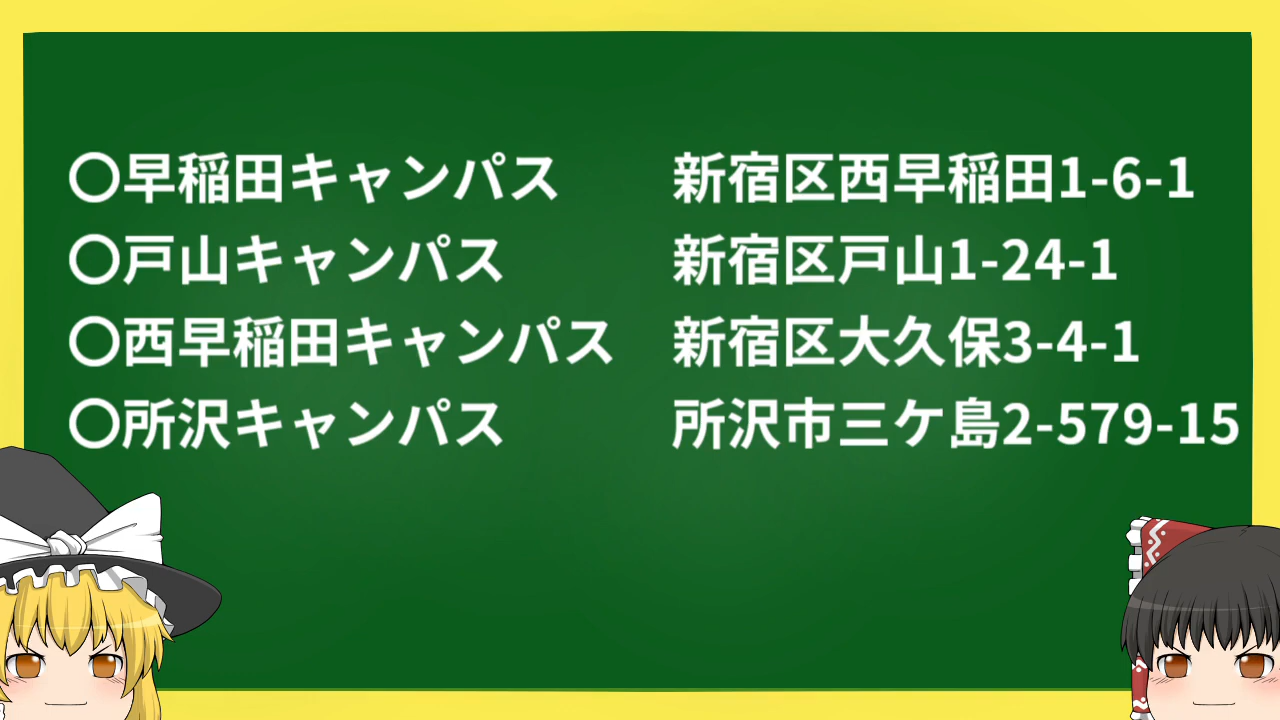 〇早稲田キャンパス 新宿区西早稲田1-6-1
〇戸山キャンパス 新宿区戸山1-24-1
〇西早稲田キャンパス 新宿区大久保3-4-1
〇所沢キャンパス 所沢市三ケ島2-579-15